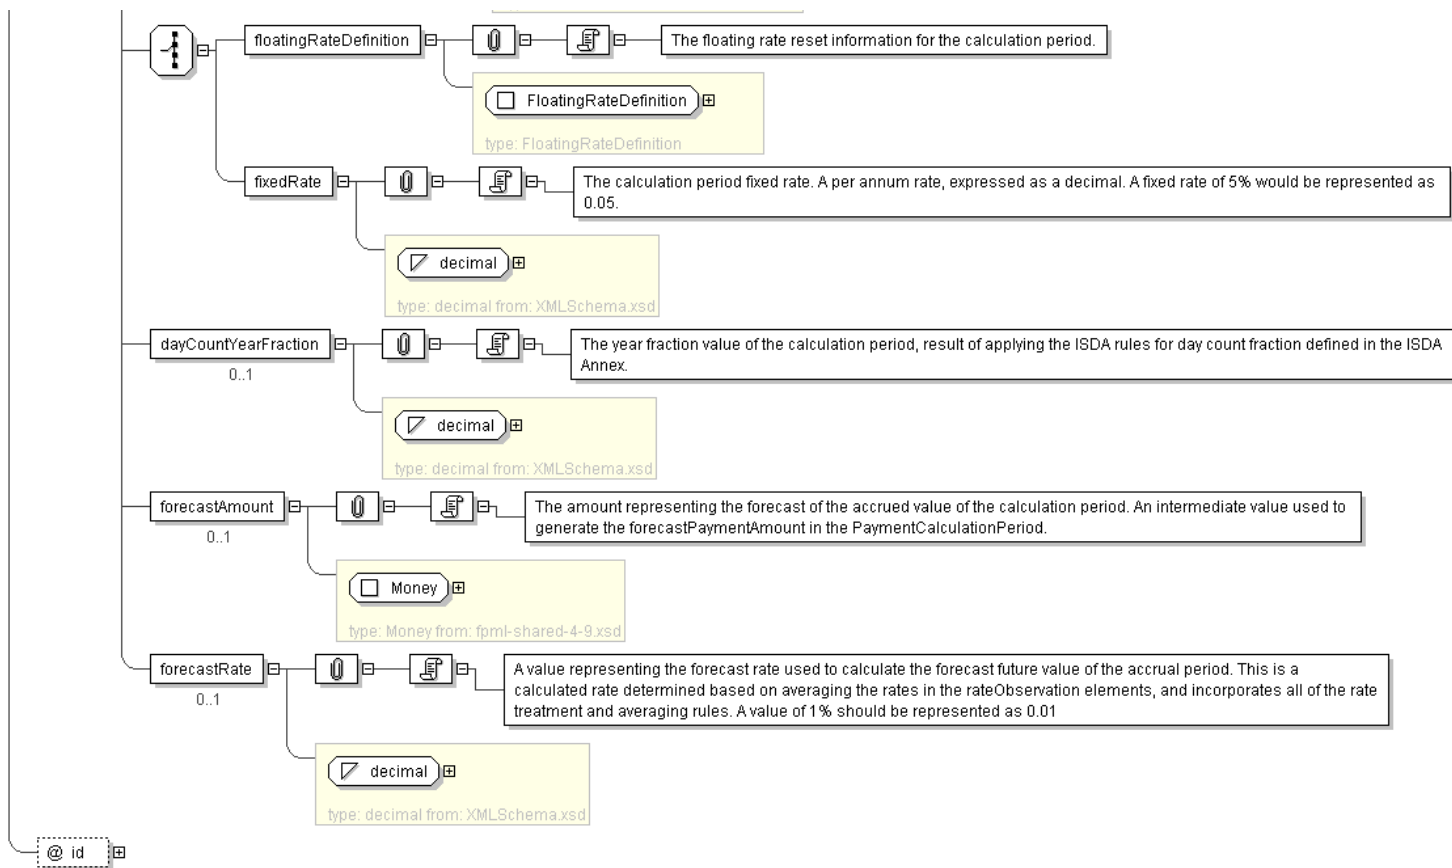 floatingRateDefinition
The floating rate reset information for the calculation period.
FloatingRateDefinition
type: FloatingRateDefinition
fixedRate
The calculation period fixed rate. A per annum rate, expressed as a decimal. A fixed rate of 5% would be represented as
0.05.
decimal
type: decimal from: XMLSchema.xsd
dayCountYearFraction
0..1
The year fraction value of the calculation period, result of applying the ISDA rules for day count fraction defined in the ISDA
Annex.
decimal
type: decimal from: XMLSchema.xsd
forecastAmount
0..1
The amount representing the forecast of the accrued value of the calculation period. An intermediate value used to
generate the forecastPaymentAmount in the PaymentCalculationPeriod.
Money
type: Money from: fpml-shared-4-9.xsd
forecastRate
0..1
A value representing the forecast rate used to calculate the forecast future value of the accrual period. This is a
calculated rate determined based on averaging the rates in the rateObservation elements, and incorporates all of the rate
treatment and averaging rules. A value of 1% should be represented as 0.01
decimal
type: decimal from: XMLSchema.xsd
@ id